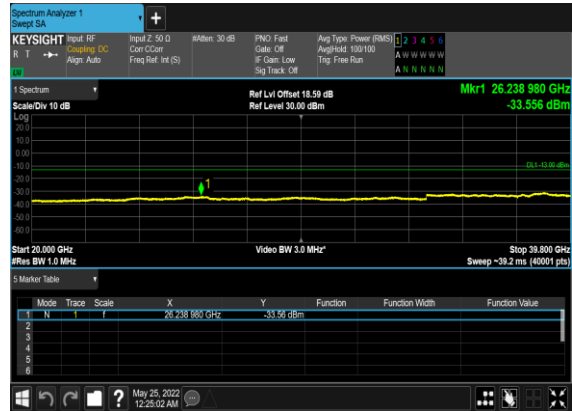 Spectrum Analyzer 1
Swept SA
+
KEYSIGHT Input: RF Input Z: 50 Ω #Atten: 30 dB PNO: Fast Avg Type: Power (RMS) 1 2 3 4 5 6
R T Coupling: DC Corr CCorr Gate: Off Avg|Hold: 100/100 A W W W W W
Align: Auto Freq Ref: Int (S) IF Gain: Low Trig: Free Run
LW Sig Track: Off A N N N N N
1 Spectrum Ref Lvl Offset 18.59 dB Mkr1 26.238 980 GHz
Scale/Div 10 dB Ref Level 30.00 dBm -33.556 dBm
Log
20.0
10.0
0.00
-10.0 DL1 -13.00 dBm
-20.0
-30.0 1
-40.0
-50.0
-60.0
Start 20.000 GHz Video BW 3.0 MHz* Stop 39.800 GHz
#Res BW 1.0 MHz Sweep ~39.2 ms (40001 pts)
5 Marker Table
Mode Trace Scale X Y Function Function Width Function Value
1 N 1 f 26.238 980 GHz -33.56 dBm
2
3
4
5
6
? May 25, 2022
12:25:02 AM